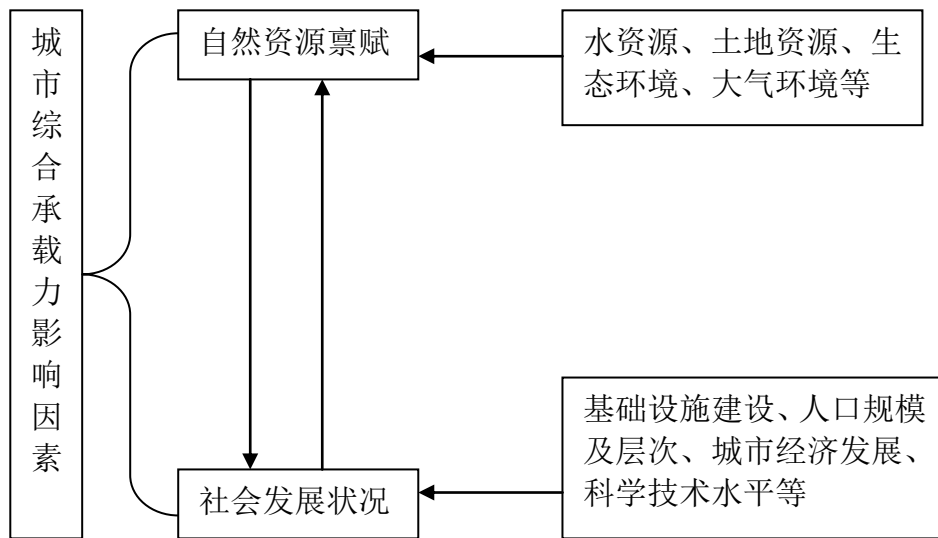 城市综合承载力影响因素
自然资源禀赋
水资源、土地资源、生
态环境、大气环境等
社会发展状况
基础设施建设、人口规模
及层次、城市经济发展、
科学技术水平等